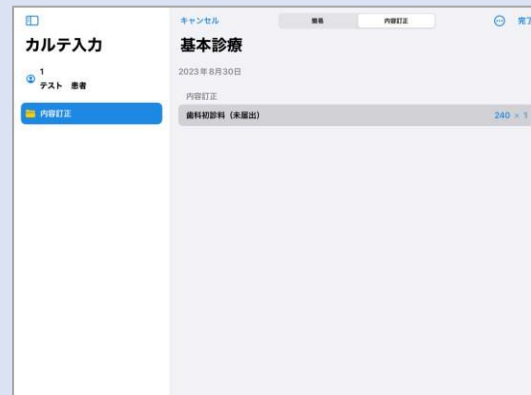 カルテ入力
1
テスト 患者
内容訂正
キャンセル
簡易
内容訂正
完了
基本診療
2023年8月30日
内容訂正
歯科初診料（未届出）
240 × 1